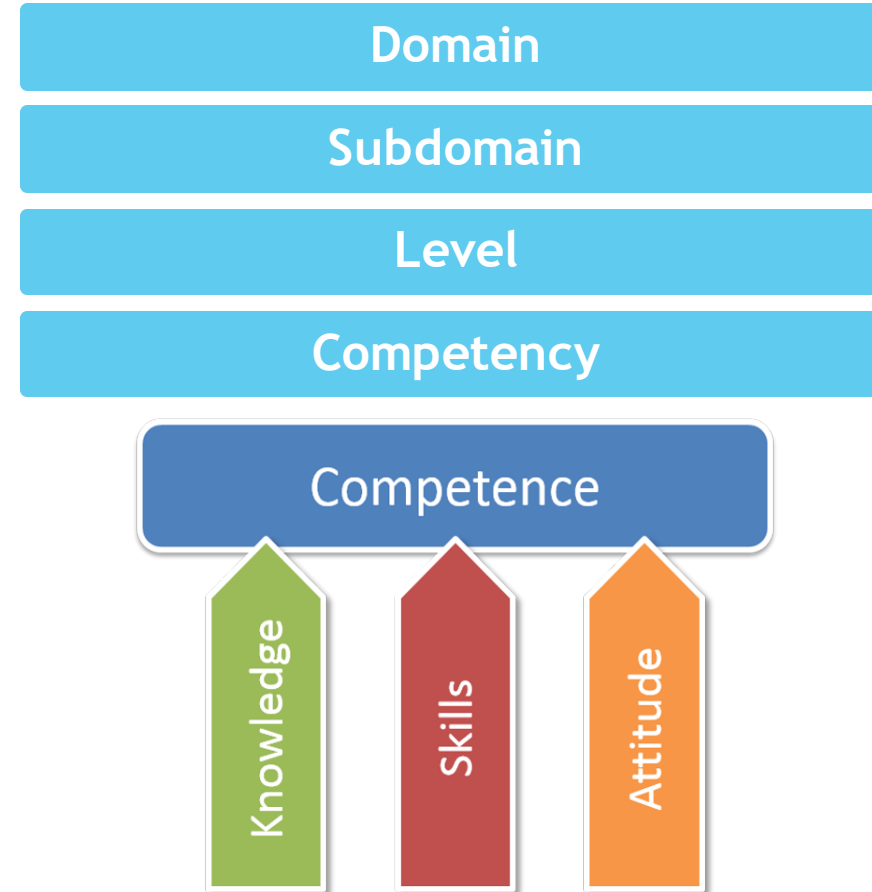 Domain
Subdomain
Level
Competency
Competence
Knowledge
Skills
Attitude